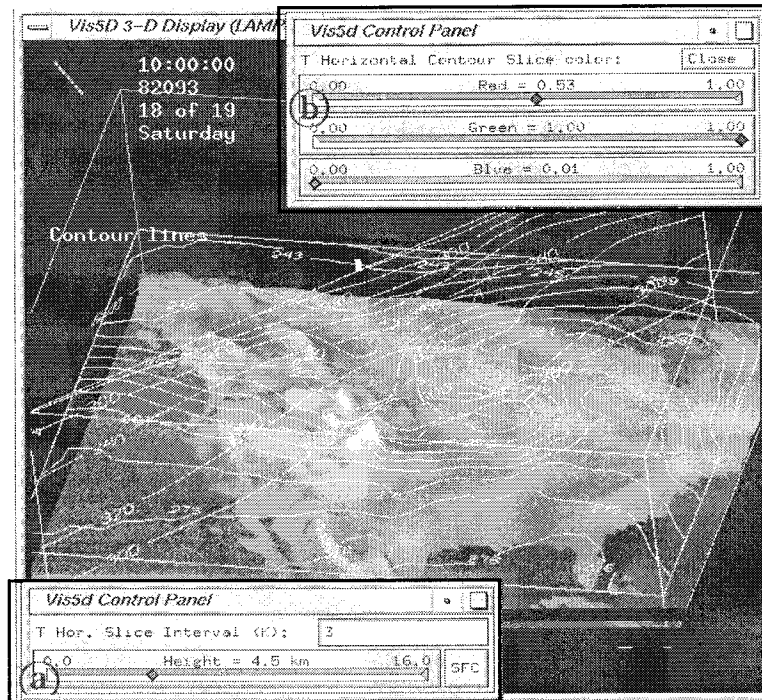 Vis5D 3-D Display (LAMP
10:00:00
82093
18 of 19
Saturday
Contour lines
Vis5d Control Panel
T Horizontal Contour Slice color: Close
b
0.00 Red = 0.53 1.00
0.00 Green = 1.00 1.00
0.00 Blue = 0.01 1.00
243
370
275
276
Vis5d Control Panel
T Hor. Slice Interval (K): 3
a
0.0 Height = 4.5 km 16.0 SFC